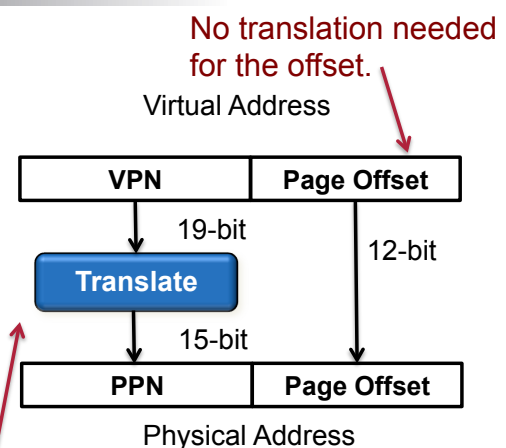 No translation needed
for the offset.
Virtual Address
VPN Page Offset
19-bit
12-bit
Translate
15-bit
PPN Page Offset
Physical Address